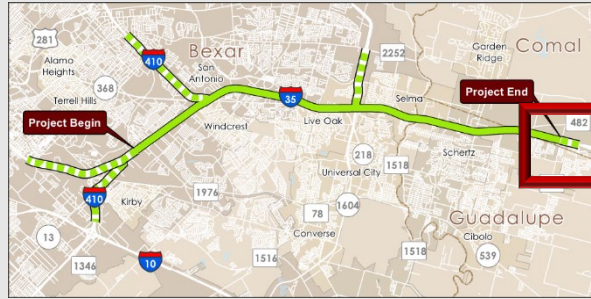 281
Bexar
Comal
410
2252
Garden
Ridge
Alamo
Heights
San
Antonio
368
35
Selma
Project End
Terrell Hills
482
Project Begin
Windcrest
Live Oak
218
1518
Schertz
Universal City
410
Kirby
1976
78
1604
Guadalupe
Converse
Cibolo
13
10
1516
1518
539
1346